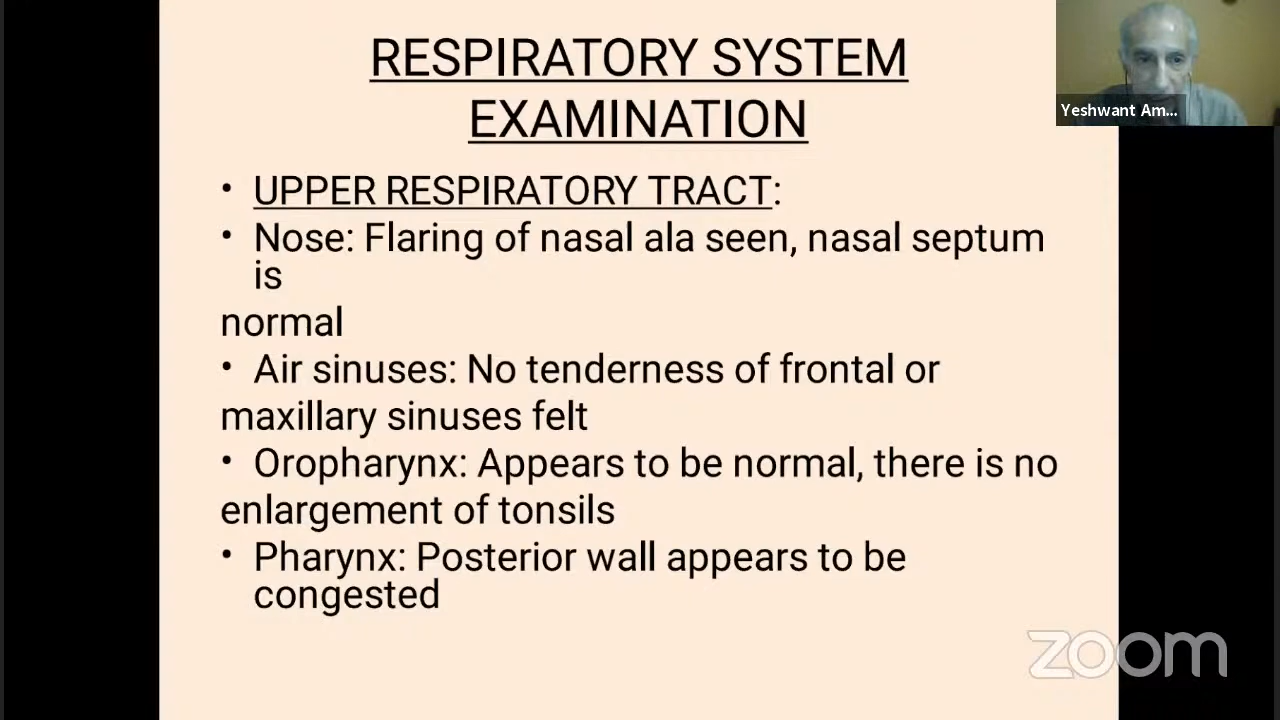 RESPIRATORY SYSTEM
EXAMINATION
Yeshwant Am...
• UPPER RESPIRATORY TRACT:
• Nose: Flaring of nasal ala seen, nasal septum
is
normal
• Air sinuses: No tenderness of frontal or
maxillary sinuses felt
• Oropharynx: Appears to be normal, there is no
enlargement of tonsils
• Pharynx: Posterior wall appears to be
congested
zoom